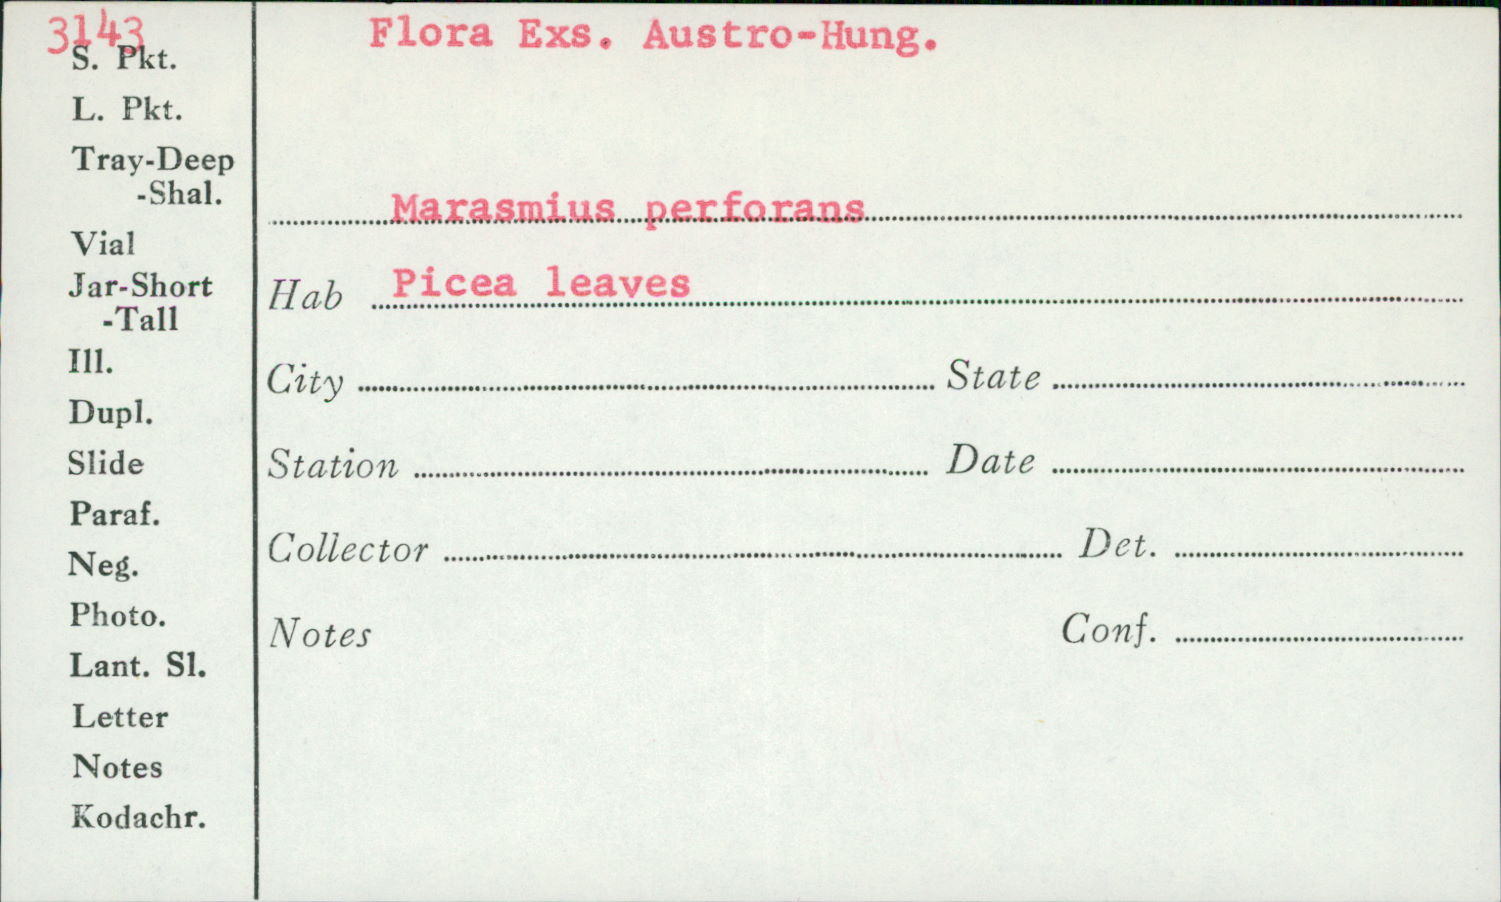 3143
Flora Exs. Austro-Hung.
S. Pkt.
L. Pkt.
Tray-Deep
-Shal.
Vial
Jar-Short
-Tall
Ill.
Dupl.
Slide
Paraf.
Neg.
Photo.
Lant. Sl.
Letter
Notes
Kodachr.
Marasmius perforans
Hab Picea leaves
City State
Station Date
Collector Det.
Notes Conf.